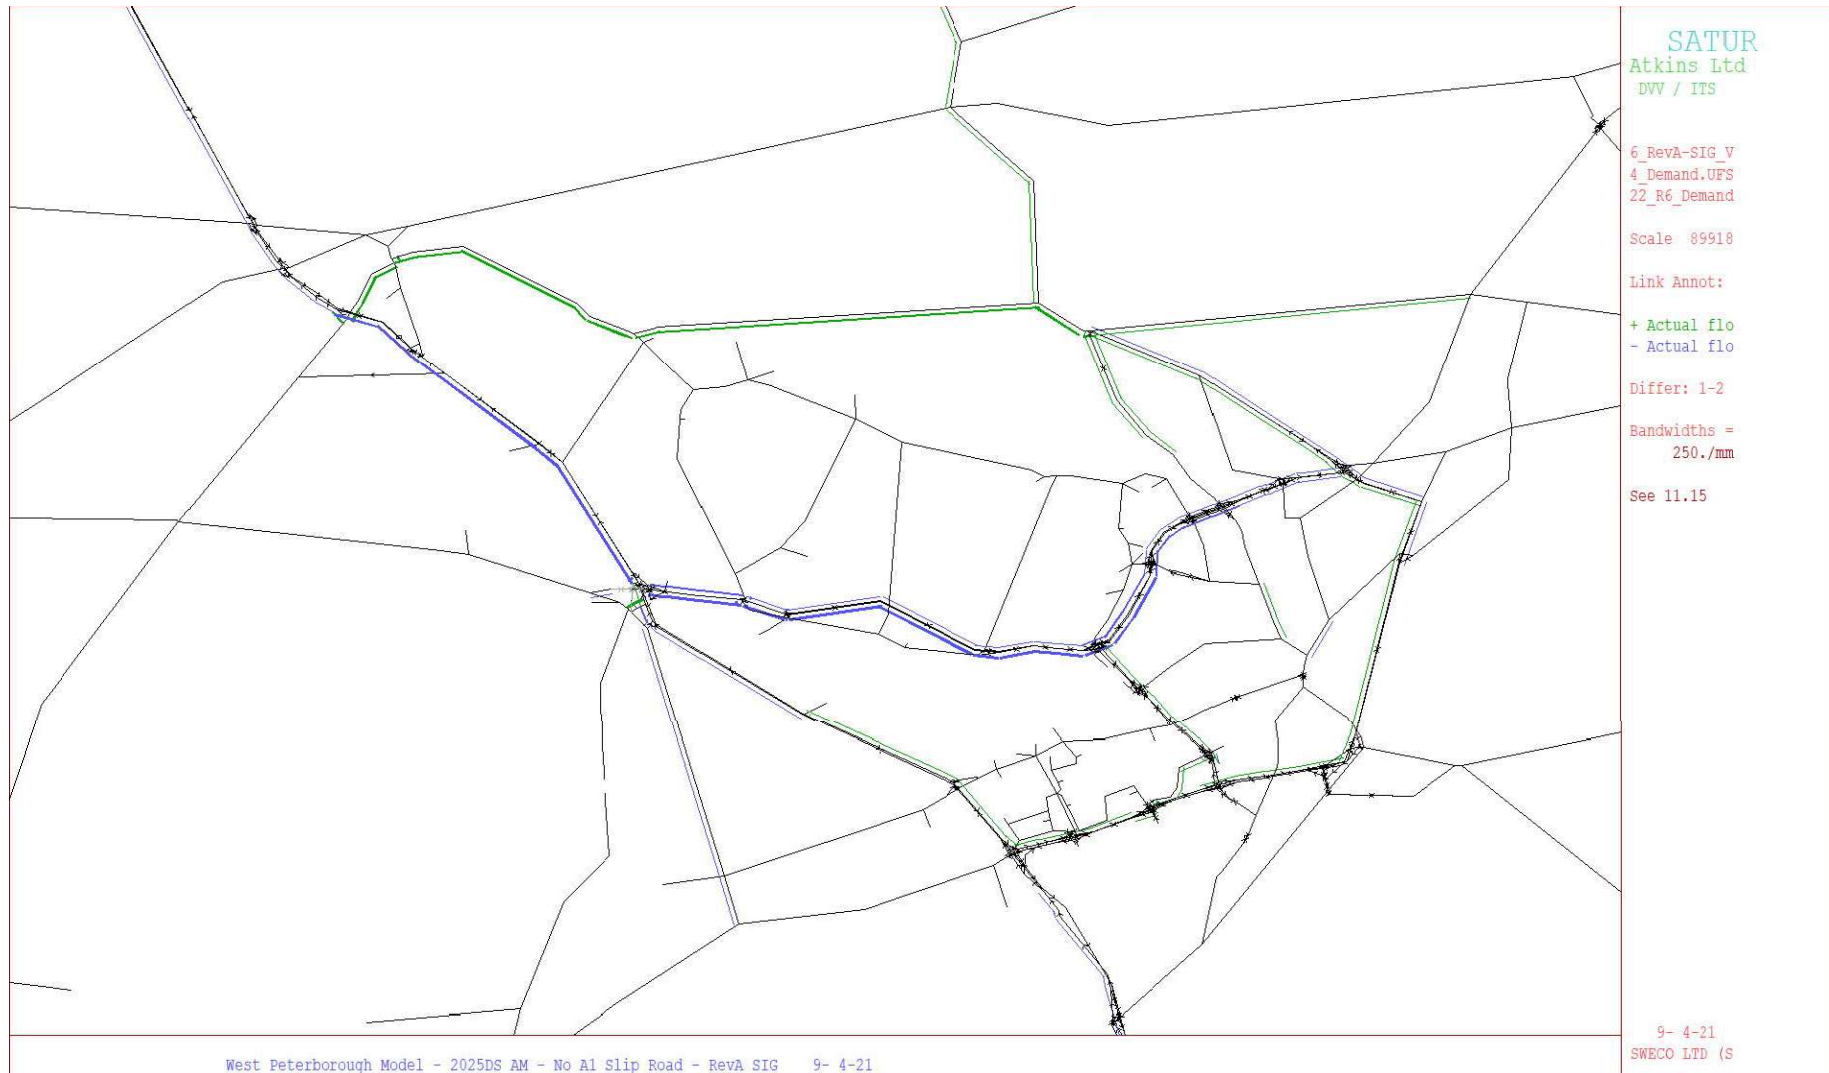 SATUR
Atkins Ltd
DVV / ITS
6_RevA-SIG_V
4_Demand.UFS
22_R6_Demand
Scale 89918
Link Annot:
+ Actual flo
- Actual flo
Differ: 1-2
Bandwidths =
250./mm
See 11.15
9- 4-21
SWECO LTD (S
West Peterborough Model - 2025DS AM - No A1 Slip Road - RevA SIG 9- 4-21